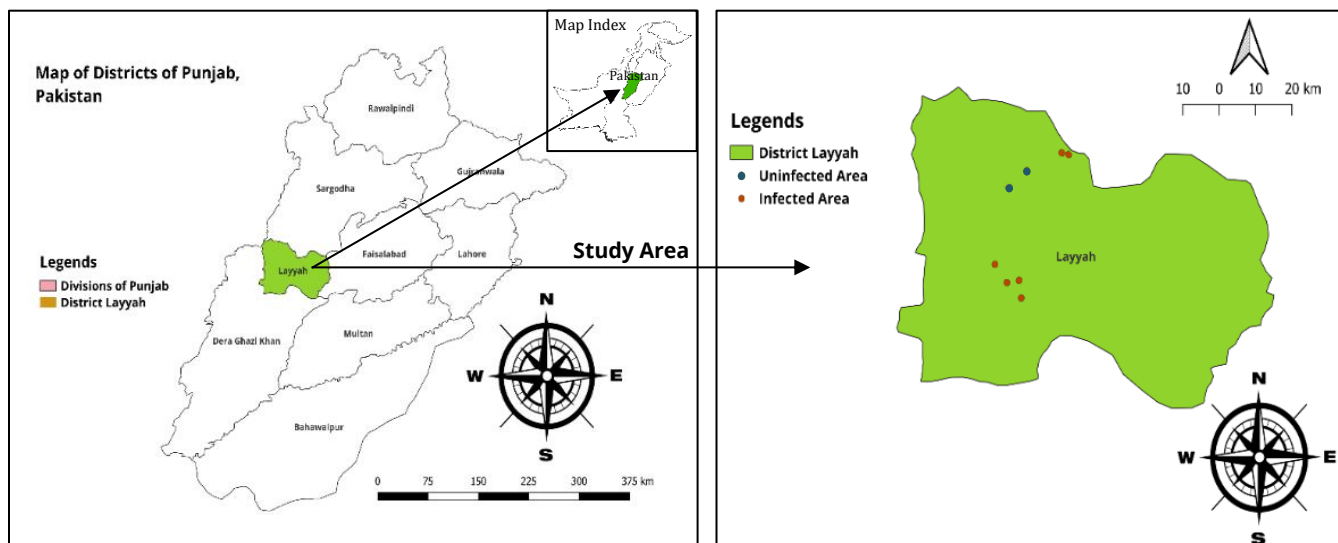 Map of Districts of Punjab,
Pakistan
Map Index
Pakistan
Rawalpindi
Gujranwala
Sargodha
Faisalabad
Lahore
Layyah
Legends
Divisions of Punjab
District Layyah
Dera Ghazi Khan
Multan
Bahawalpur
N
W
E
S
0 75 150 225 300 375 km
Study Area
10 0 10 20 km
Legends
District Layyah
Uninfected Area
Infected Area
Layyah
N
W
E
S